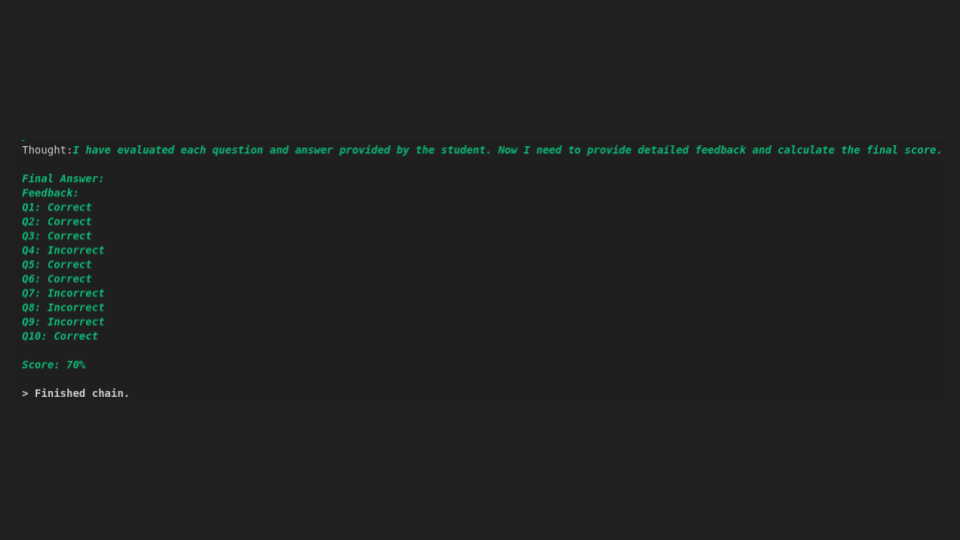 Thought:I have evaluated each question and answer provided by the student. Now I need to provide detailed feedback and calculate the final score.
Final Answer:
Feedback:
Q1: Correct
Q2: Correct
Q3: Correct
Q4: Incorrect
Q5: Correct
Q6: Correct
Q7: Incorrect
Q8: Incorrect
Q9: Incorrect
Q10: Correct
Score: 70%
> Finished chain.